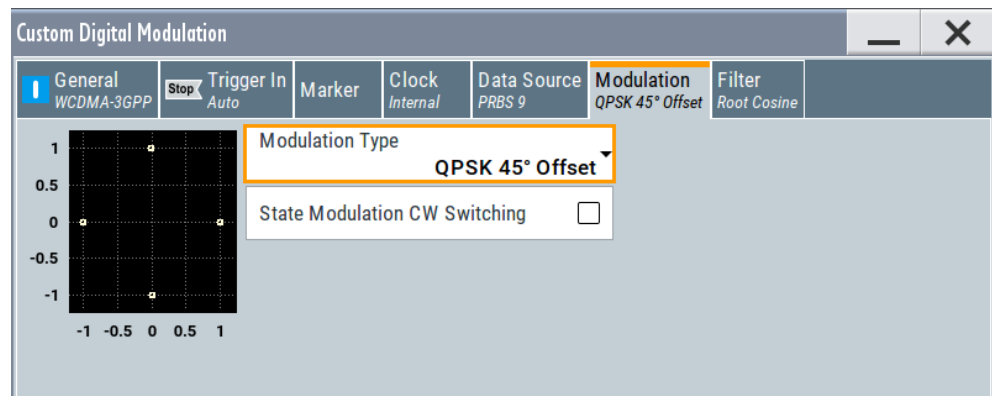 Custom Digital Modulation
General
WCDMA-3GPP
Stop
Trigger In
Auto
Marker
Clock
Internal
Data Source
PRBS 9
Modulation
QPSK 45° Offset
Filter
Root Cosine
Modulation Type
QPSK 45° Offset
State Modulation CW Switching
1
0.5
0
-0.5
-1
-1 -0.5 0 0.5 1